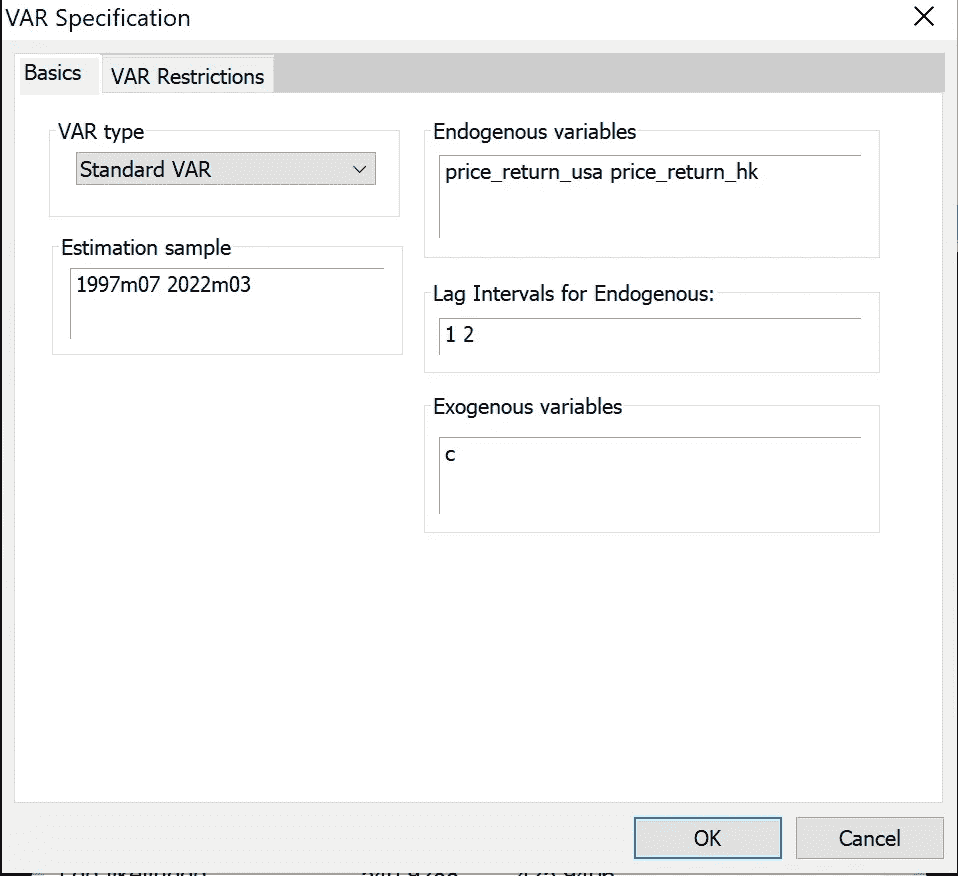 VAR Specification
Basics
VAR Restrictions
VAR type
Standard VAR
Estimation sample
1997m07 2022m03
Endogenous variables
price_return_usa price_return_hk
Lag Intervals for Endogenous:
1 2
Exogenous variables
c
OK
Cancel